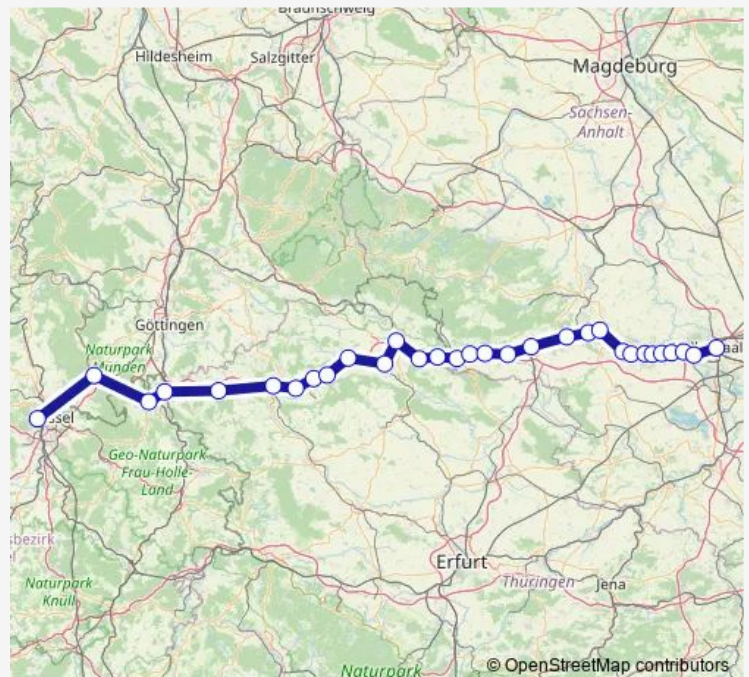 Braunschweig
Hildesheim
Salzgitter
Magdeburg
Sachsen-
Anhalt
Göttingen
Naturpark
Münden
ssel
Geo-Naturpark
Frau-Holle-
Land
Naturpark
Knüll
Erfurt
Thüringen
Jena
Naturpark
© OpenStreetMap contributors